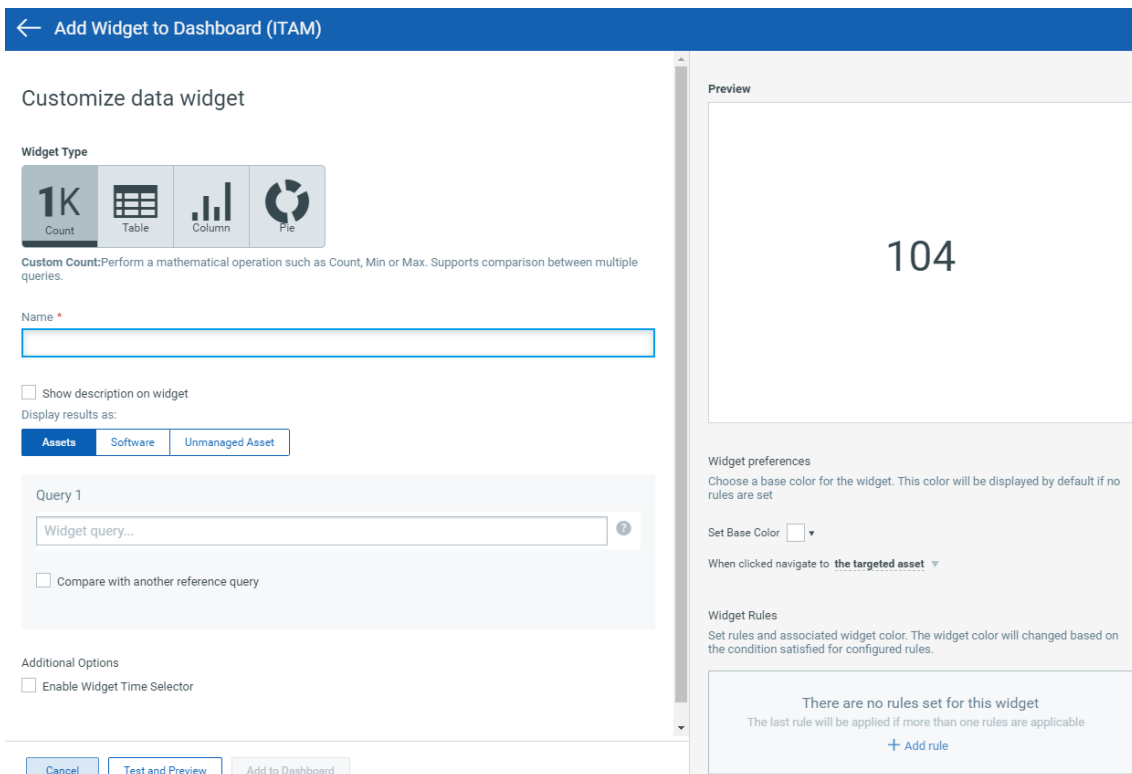 Add Widget to Dashboard (ITAM)
Customize data widget
Widget Type
1K
Count
Table
Column
Pie
Custom Count:Perform a mathematical operation such as Count, Min or Max. Supports comparison between multiple
queries.
Name *
Show description on widget
Display results as:
Assets
Software
Unmanaged Asset
Query 1
Widget query...
?
Compare with another reference query
Additional Options
Enable Widget Time Selector
Cancel
Test and Preview
Add to Dashboard
Preview
104
Widget preferences
Choose a base color for the widget. This color will be displayed by default if no
rules are set
Set Base Color
When clicked navigate to the targeted asset
Widget Rules
Set rules and associated widget color. The widget color will changed based on
the condition satisfied for configured rules.
There are no rules set for this widget
The last rule will be applied if more than one rules are applicable
+ Add rule